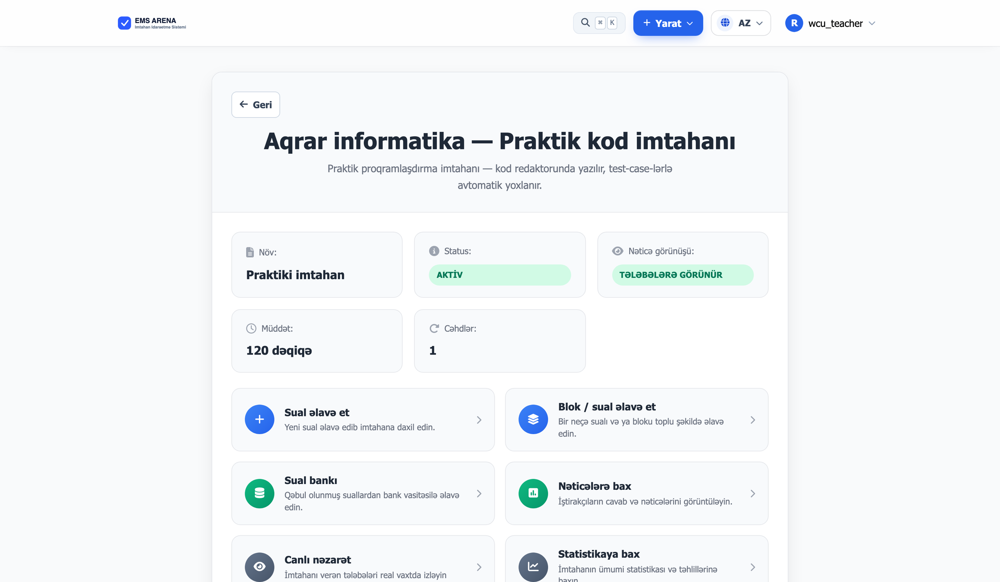 EMS ARENA
İmtahan İdarəetmə Sistemi
⌘ K
Yarat
AZ
R
wcu_teacher
Geri
Aqrar informatika — Praktik kod imtahanı
Praktik proqramlaşdırma imtahanı — kod redaktorunda yazılır, test-case-lərlə
avtomatik yoxlanır.
Növ:
Praktiki imtahan
Status:
AKTİV
Nəticə görünüşü:
TƏLƏBƏLƏRƏ GÖRÜNÜR
Müddət:
120 dəqiqə
Cəhdlər:
1
Sual əlavə et
Yeni sual əlavə edib imtahana daxil edin.
Blok / sual əlavə et
Bir neçə sualı və ya bloku toplu şəkildə əlavə
edin.
Sual bankı
Qəbul olunmuş suallardan bank vasitəsilə əlavə
edin.
Nəticələrə bax
İştirakçıların cavab və nəticələrini görüntüləyin.
Canlı nəzarət
İmtahanı verən tələbələri real vaxtda izləyin
Statistikaya bax
İmtahanın ümumi statistikası və təhlillərinə
baxın